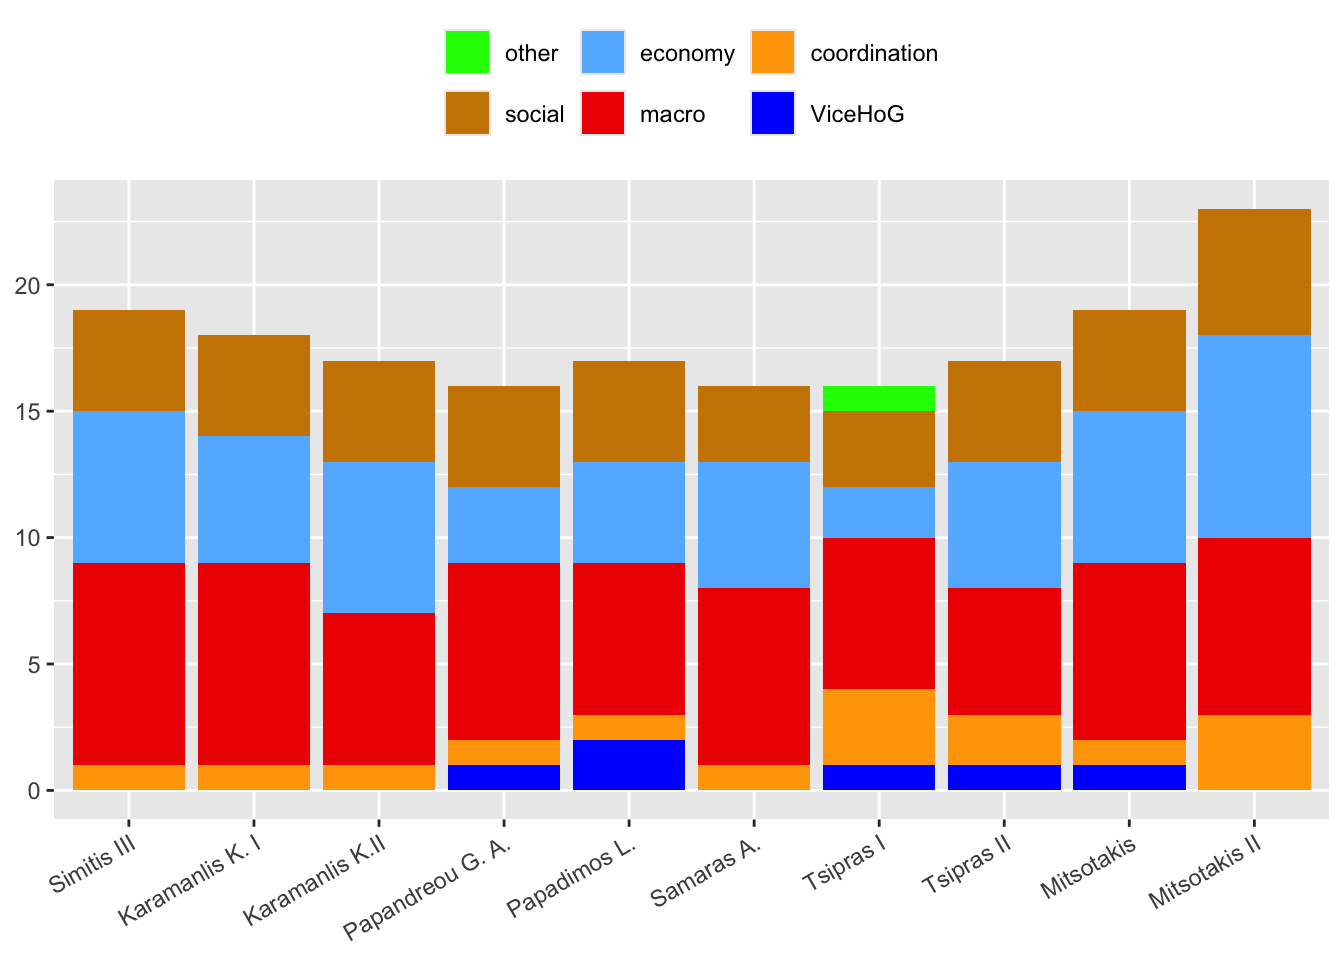 other economy coordination
social macro ViceHoG
20
15
10
5
0
Simitis III
Karamanlis K. I
Karamanlis K.II
Papandreou G. A.
Papadimos L.
Samaras A.
Tsipras I
Tsipras II
Mitsotakis
Mitsotakis II